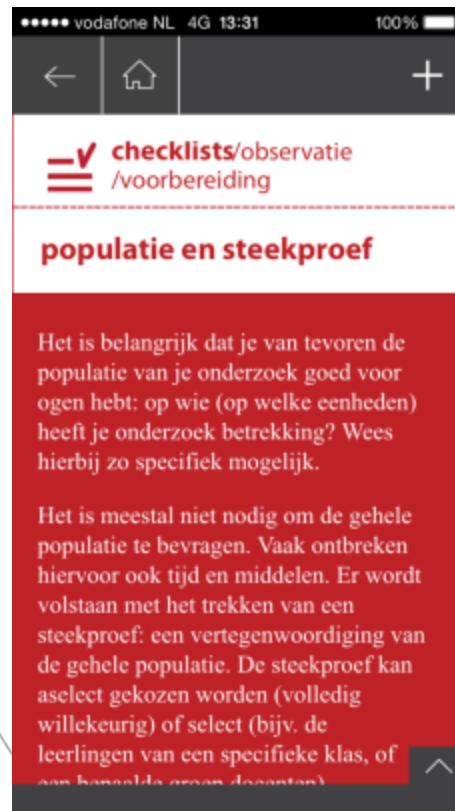 vodafone NL 4G 13:31 100%
checklists/observatie
/voorbereiding
populatie en steekproef
Het is belangrijk dat je van tevoren de
populatie van je onderzoek goed voor
ogen hebt: op wie (op welke eenheden)
heeft je onderzoek betrekking? Wees
hierbij zo specifiek mogelijk.
Het is meestal niet nodig om de gehele
populatie te bevragen. Vaak ontbreken
hiervoor ook tijd en middelen. Er wordt
volstaan met het trekken van een
steekproef: een vertegenwoordiging van
de gehele populatie. De steekproef kan
aselect gekozen worden (volledig
willekeurig) of select (bijv. de
leerlingen van een specifieke klas, of
een bepaalde groep docenten)